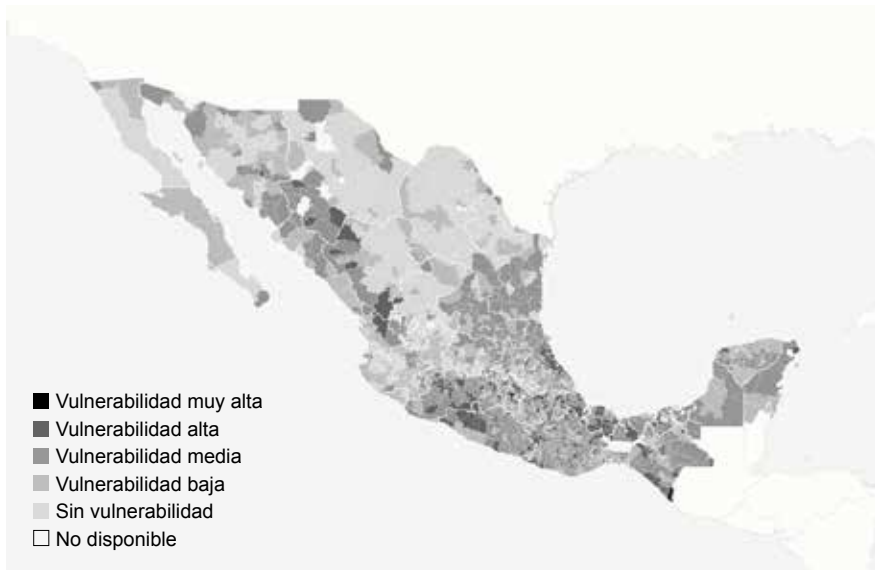 Vulnerabilidad muy alta
Vulnerabilidad alta
Vulnerabilidad media
Vulnerabilidad baja
Sin vulnerabilidad
No disponible